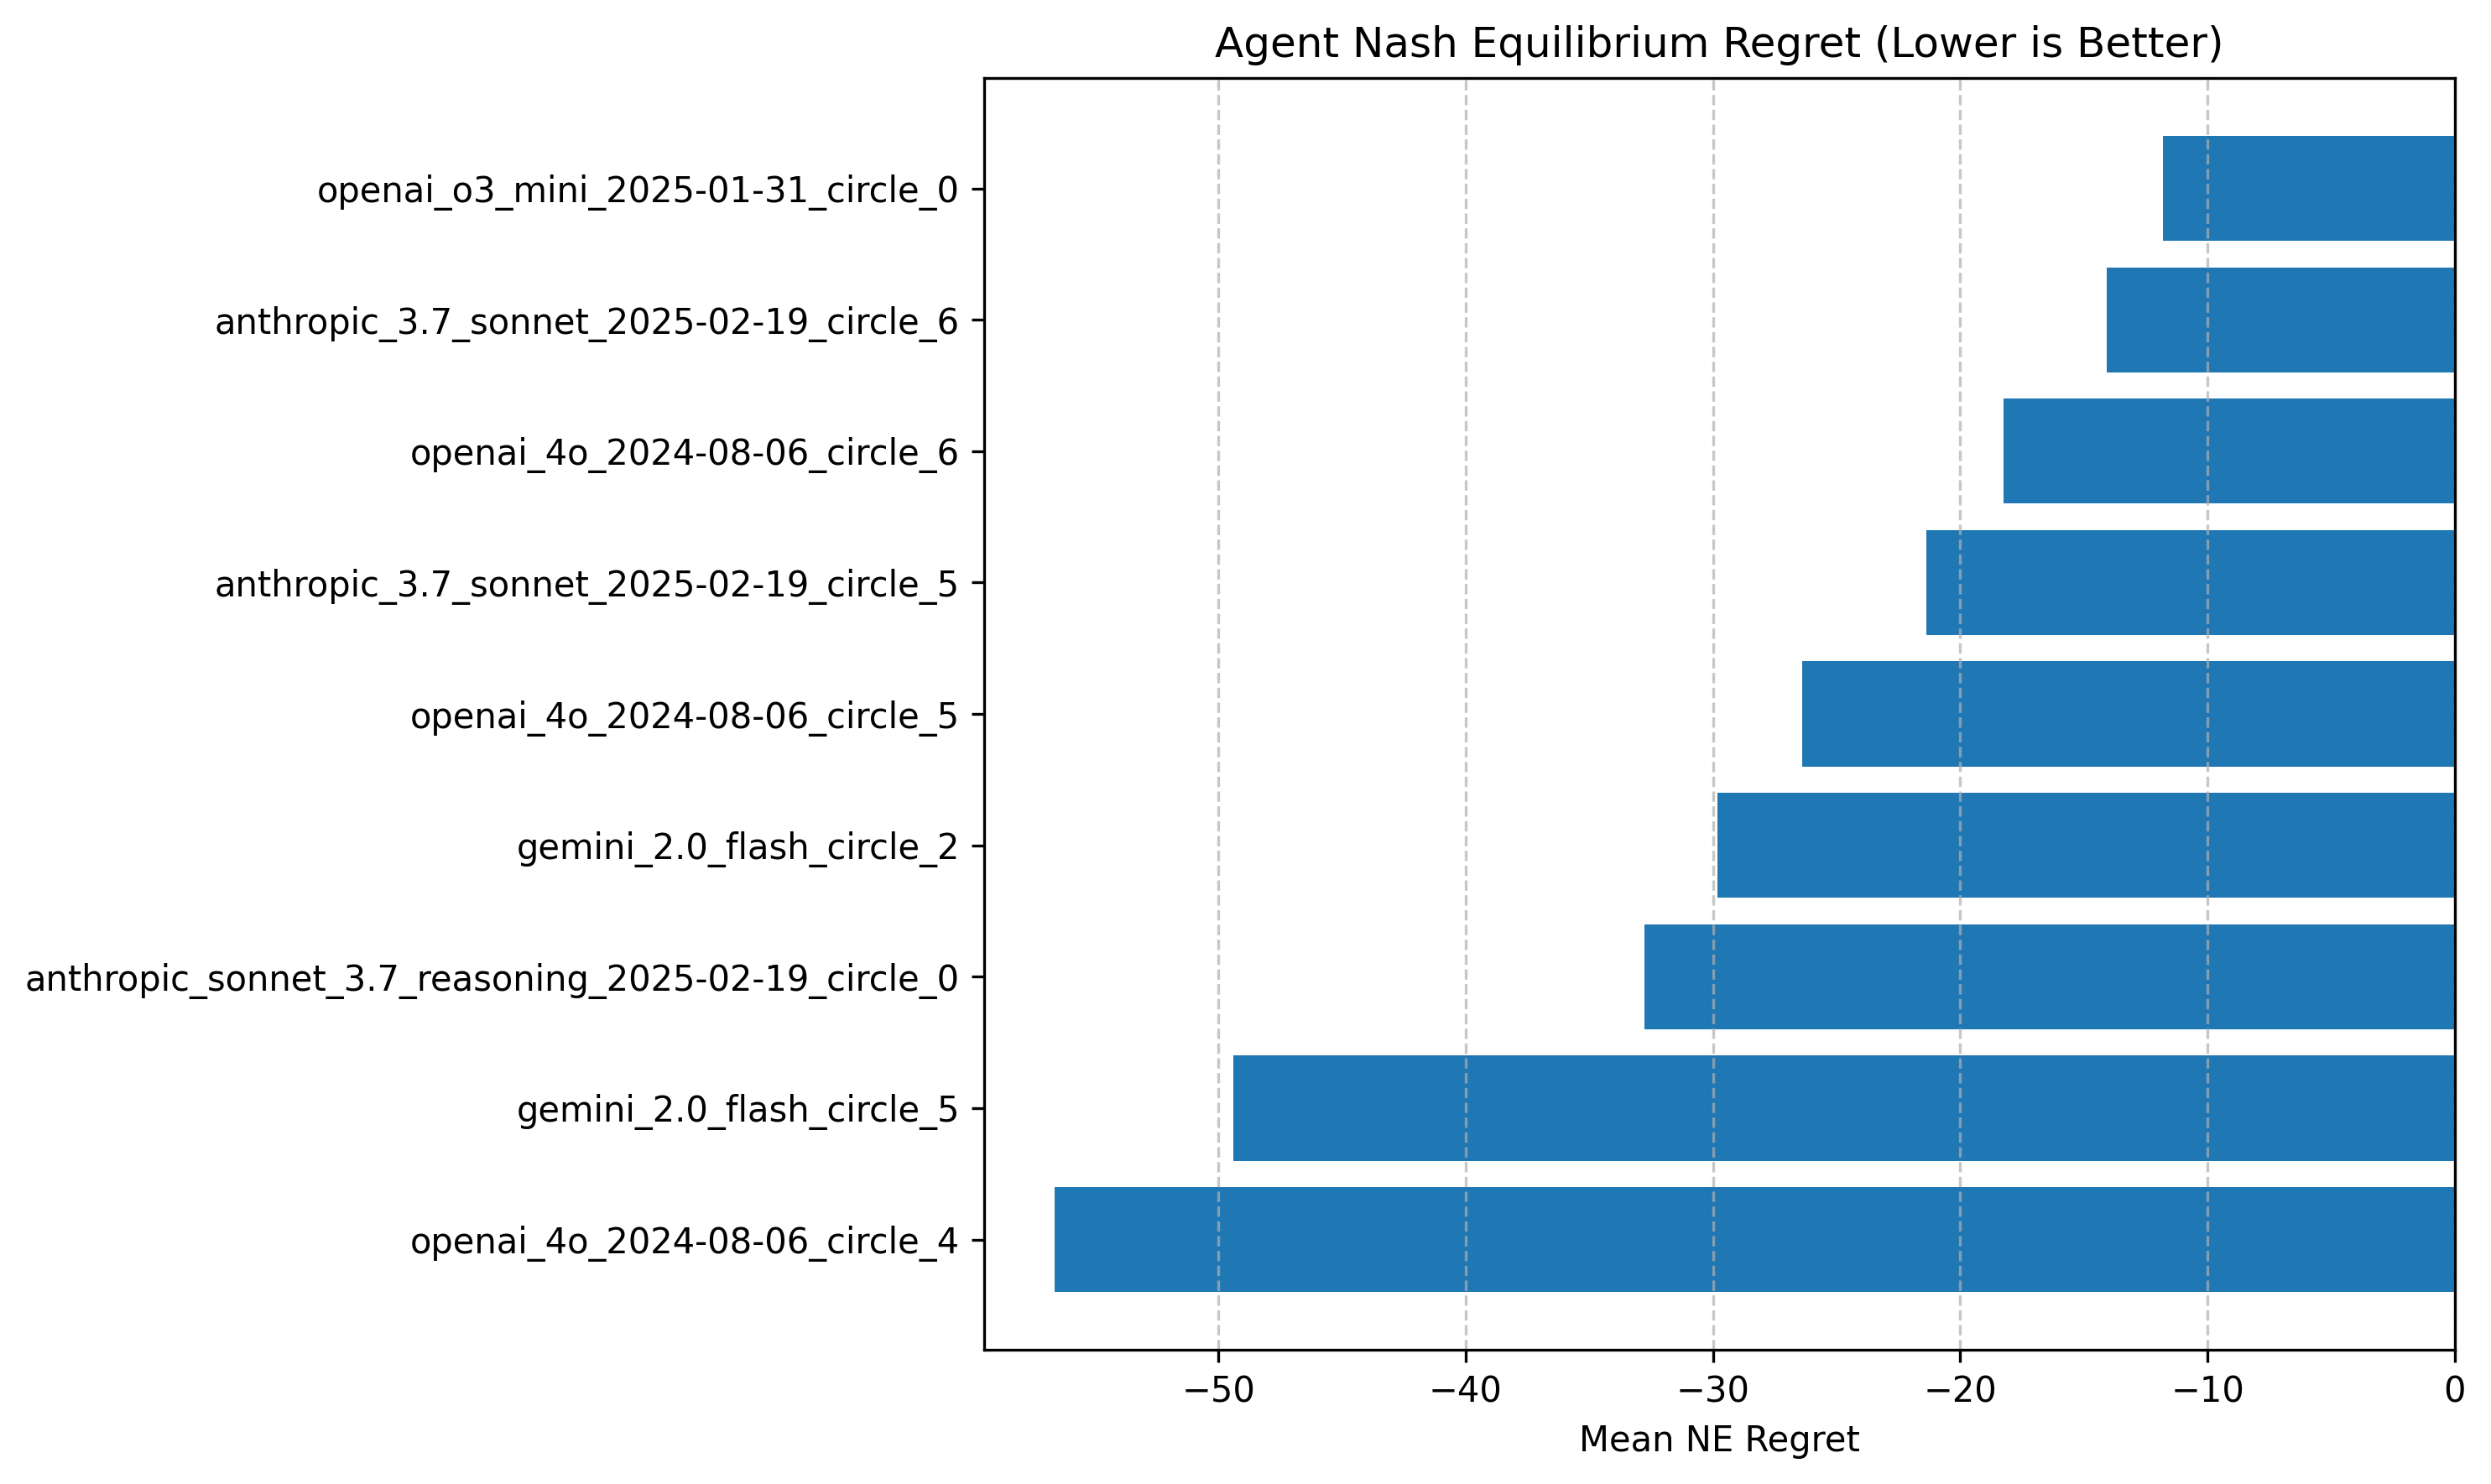 Agent Nash Equilibrium Regret (Lower is Better)
openai_o3_mini_2025-01-31_circle_0
anthropic_3.7_sonnet_2025-02-19_circle_6
openai_4o_2024-08-06_circle_6
anthropic_3.7_sonnet_2025-02-19_circle_5
openai_4o_2024-08-06_circle_5
gemini_2.0_flash_circle_2
anthropic_sonnet_3.7_reasoning_2025-02-19_circle_0
gemini_2.0_flash_circle_5
openai_4o_2024-08-06_circle_4
−50 −40 −30 −20 −10 0
Mean NE Regret